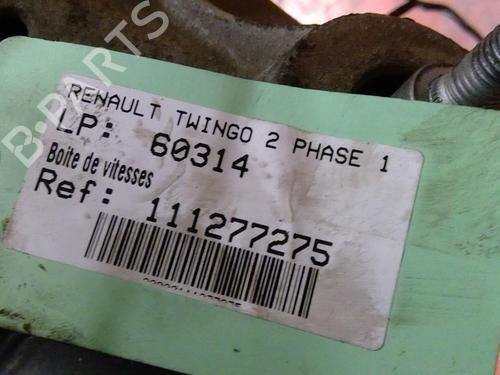 RENAULT TWINGO 2 PHASE 1
LP: 60314
Boite de vitesses
Ref: 111277275
B-PARTS